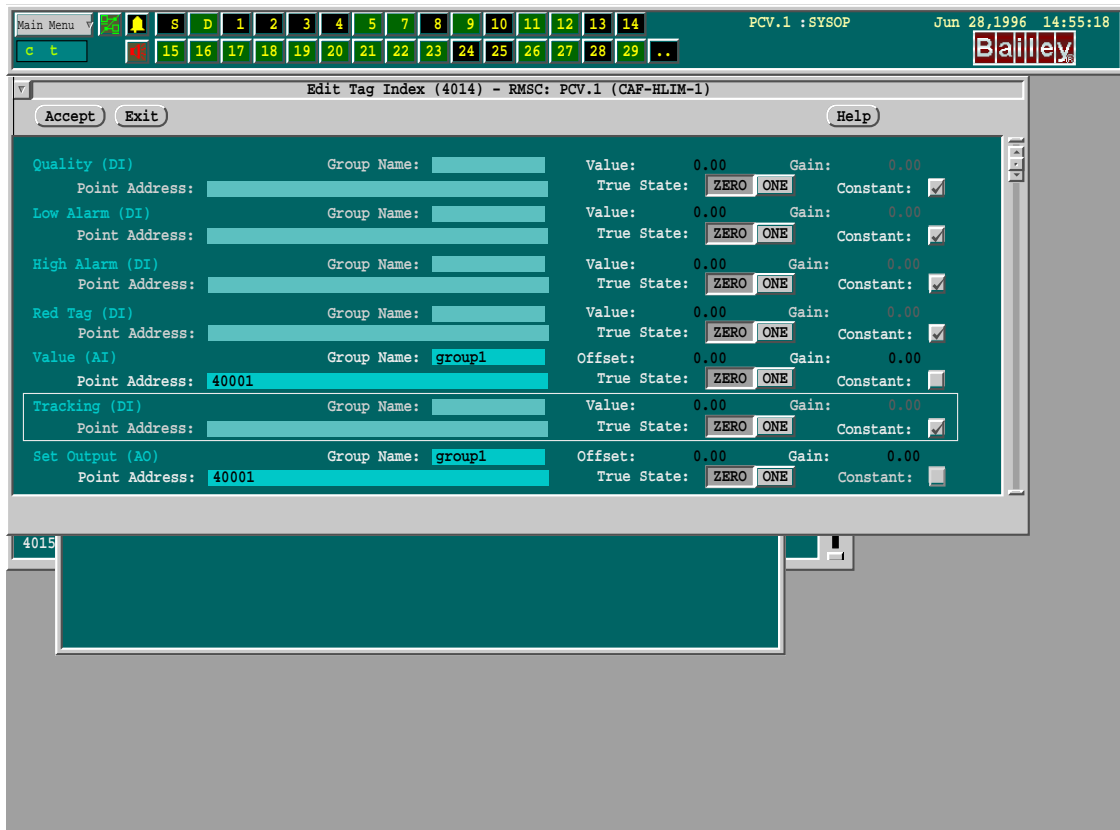 Main Menu S D 1 2 3 4 5 7 8 9 10 11 12 13 14 PCV.1 :SYSOP Jun 28,1996 14:55:18
c t 15 16 17 18 19 20 21 22 23 24 25 26 27 28 29 .. Bailey®
Edit Tag Index (4014) - RMSC: PCV.1 (CAF-HLIM-1)
Accept Exit Help
Quality (DI) Group Name: Value: 0.00 Gain: 0.00
Point Address: True State: ZERO ONE Constant:
Low Alarm (DI) Group Name: Value: 0.00 Gain: 0.00
Point Address: True State: ZERO ONE Constant:
High Alarm (DI) Group Name: Value: 0.00 Gain: 0.00
Point Address: True State: ZERO ONE Constant:
Red Tag (DI) Group Name: Value: 0.00 Gain: 0.00
Point Address: True State: ZERO ONE Constant:
Value (AI) Group Name: group1 Offset: 0.00 Gain: 0.00
Point Address: 40001 True State: ZERO ONE Constant:
Tracking (DI) Group Name: Value: 0.00 Gain: 0.00
Point Address: True State: ZERO ONE Constant:
Set Output (AO) Group Name: group1 Offset: 0.00 Gain: 0.00
Point Address: 40001 True State: ZERO ONE Constant:
4015